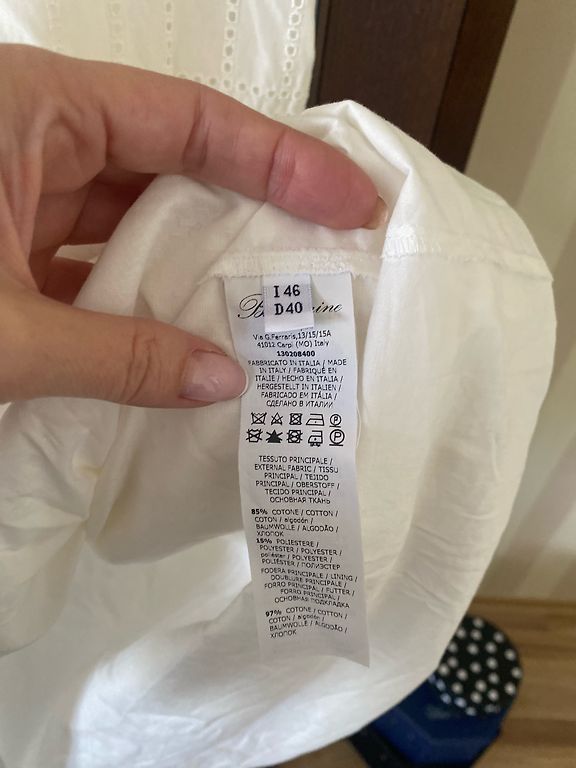 I 46
D 40
Via G.Ferraris,13/15/15A
41012 Carpi (MO) Italy
130208400
FABBRICATO IN ITALIA / MADE
IN ITALY / FABRIQUÉ EN
ITALIE / HECHO EN ITALIA /
HERGESTELLT IN ITALIEN /
FABRICADO EM ITÁLIA /
СДЕЛАНО В ИТАЛИИ
TESSUTO PRINCIPALE /
EXTERNAL FABRIC / TISSU
PRINCIPAL / TEJIDO
PRINCIPAL / OBERSTOFF /
TECIDO PRINCIPAL /
ОСНОВНАЯ ТКАНЬ
85% COTONE / COTTON /
COTON / algodón /
BAUMWOLLE / ALGODÃO /
ХЛОПОК
15% POLIESTERE /
POLYESTER / POLYESTER /
poliéster / POLYESTER /
POLIÉSTER / ПОЛИЭСТЕР
FODERA PRINCIPALE / LINING /
DOUBLURE PRINCIPALE /
FORRO PRINCIPAL / FUTTER /
FORRO PRINCIPAL /
ОСНОВНАЯ ПОДКЛАДКА
97% COTONE / COTTON /
COTON / algodón /
BAUMWOLLE / ALGODÃO /
ХЛОПОК